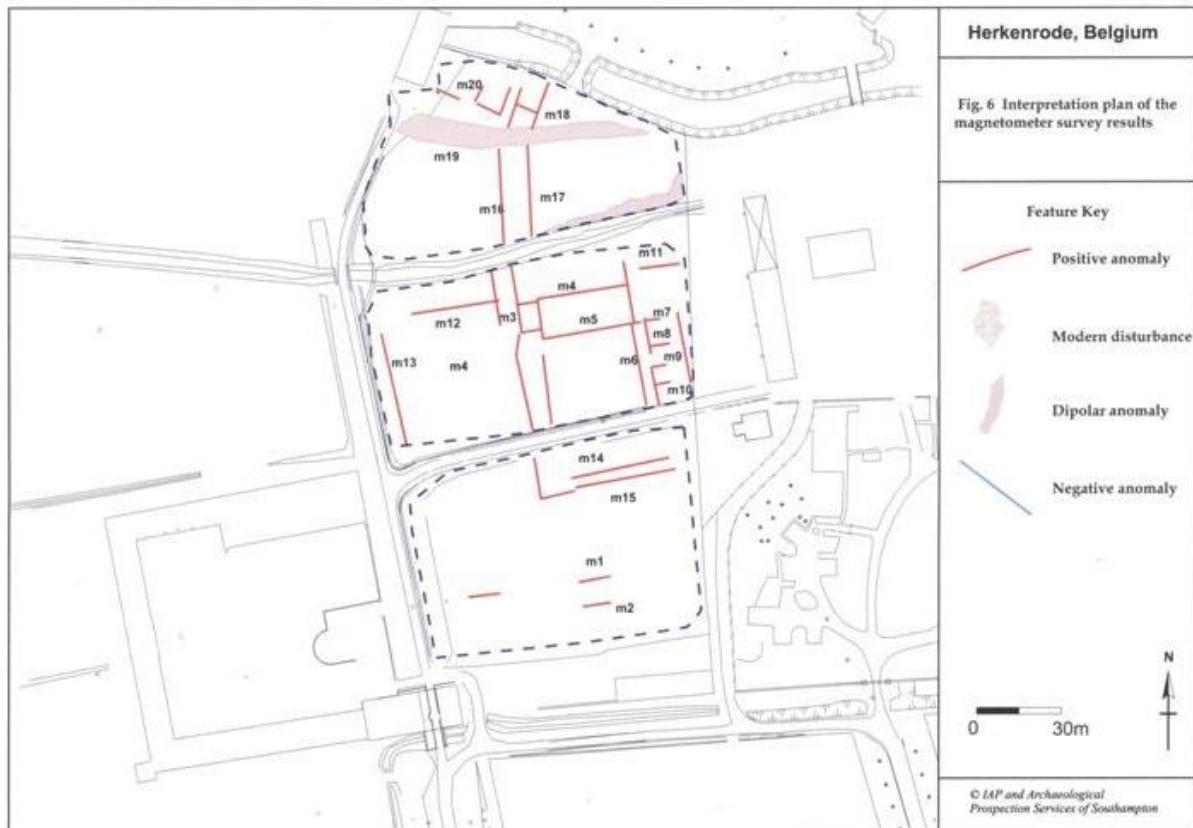 Herkenrode, Belgium
Fig. 6 Interpretation plan of the
magnetometer survey results
Feature Key
Positive anomaly
Modern disturbance
Dipolar anomaly
Negative anomaly
N
0 30m
© IAP and Archaeological
Prospection Services of Southampton
m20
m18
m19
m16
m17
m11
m4
m12
m3
m5
m7
m8
m13
m4
m6
m9
m10
m14
m15
m1
m2